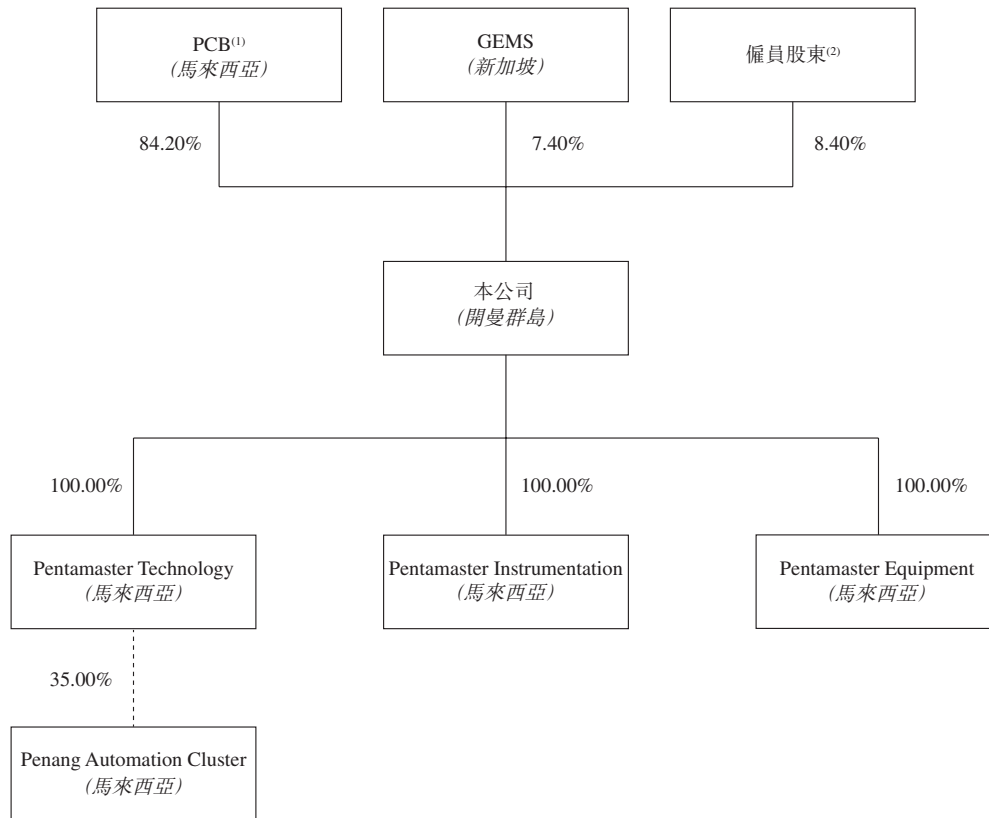 PCB(1)
(馬來西亞)
GEMS
(新加坡)
僱員股東(2)
84.20%
7.40%
8.40%
本公司
(開曼群島)
100.00%
100.00%
100.00%
Pentamaster Technology
(馬來西亞)
Pentamaster Instrumentation
(馬來西亞)
Pentamaster Equipment
(馬來西亞)
35.00%
Penang Automation Cluster
(馬來西亞)